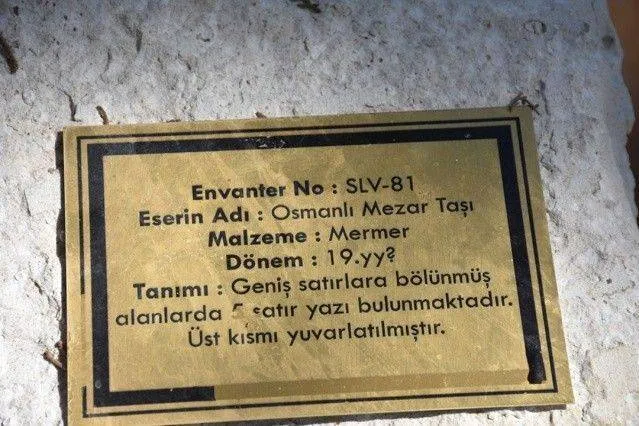 Envanter No : SLV-81
Eserin Adı : Osmanlı Mezar Taşı
Malzeme : Mermer
Dönem : 19.yy?
Tanımı : Geniş satırlara bölünmüş
alanlarda 5 satır yazı bulunmaktadır.
Üst kısmı yuvarlatılmıştır.